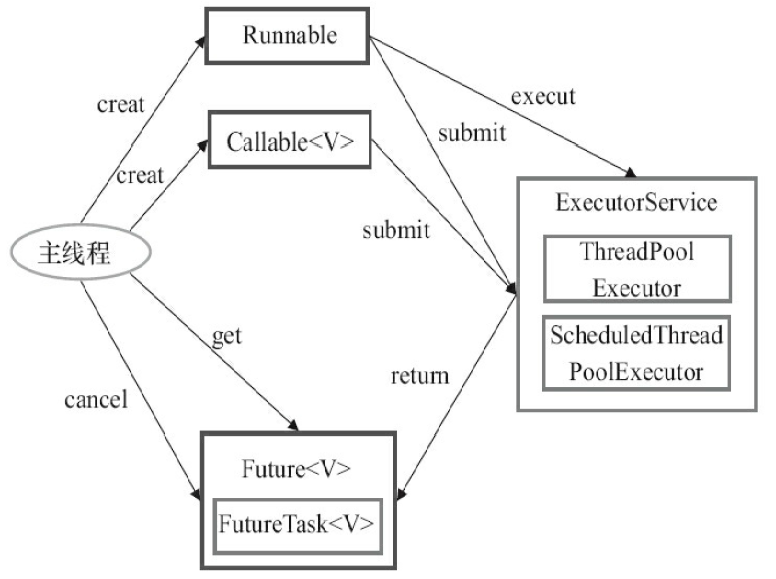 Runnable
creat
execut
submit
Callable<V>
creat
ExecutorService
submit
主线程
ThreadPool
Executor
get
ScheduledThread
PoolExecutor
return
cancel
Future<V>
FutureTask<V>